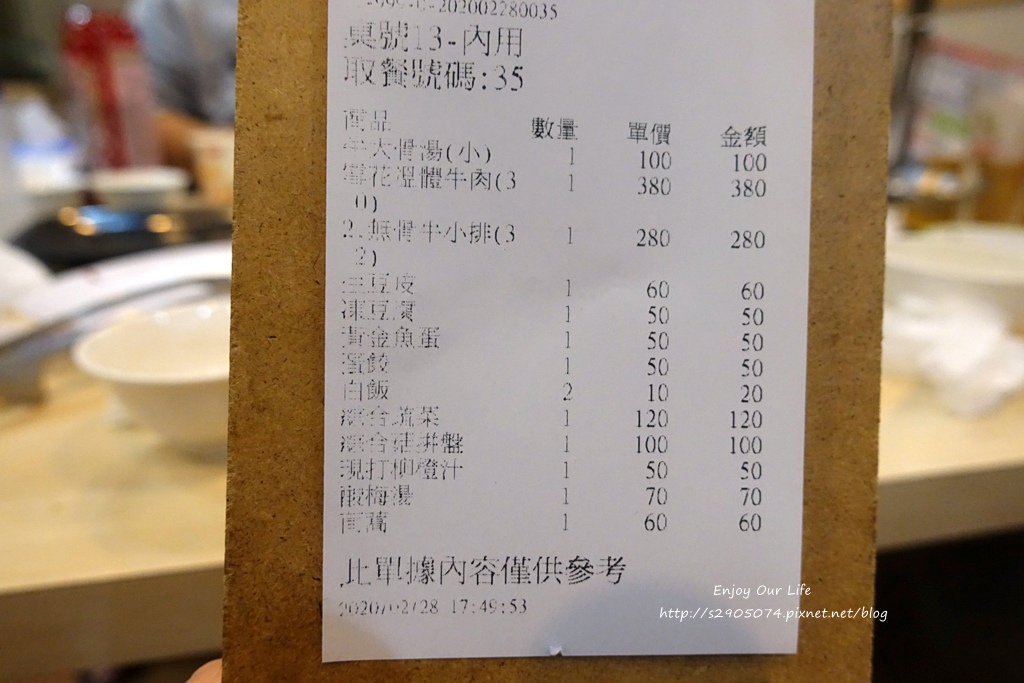 202002280035
桌號13-內用
取餐號碼:35
商品 數量 單價 金額
牛大骨湯(小) 1 100 100
雪花溫體牛肉(3 1 380 380
0)
2.無骨牛小排(3 1 280 280
2)
生豆皮 1 60 60
凍豆腐 1 50 50
黃金魚蛋 1 50 50
蛋餃 1 50 50
白飯 2 10 20
綜合蔬菜 1 120 120
綜合菇拼盤 1 100 100
現打柳橙汁 1 50 50
酸梅湯 1 70 70
茼萵 1 60 60
此單據內容僅供參考
2020/02/28 17:49:53
Enjoy Our Life
http://s2905074.pixnet.net/blog